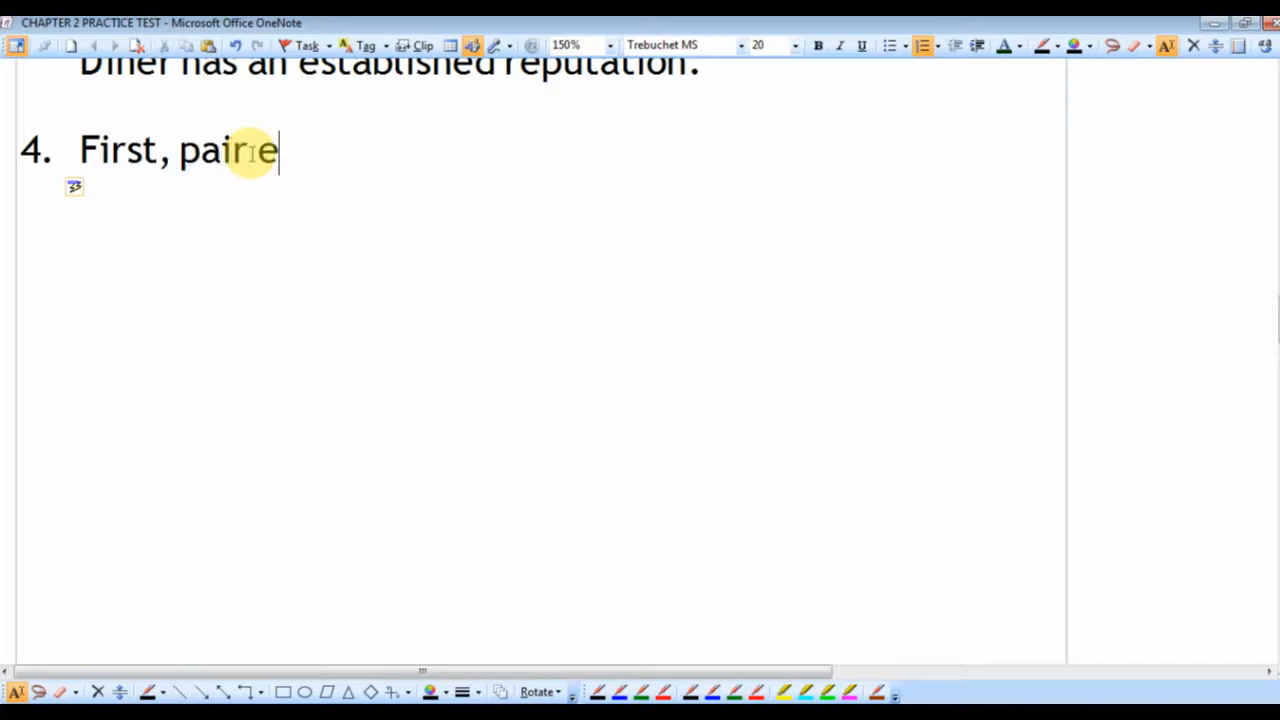 CHAPTER 2 PRACTICE TEST - Microsoft Office OneNote
Task Tag Clip 150% Trebuchet MS 20 B I U
Diner has an established reputation.
4. First, pair e
Rotate